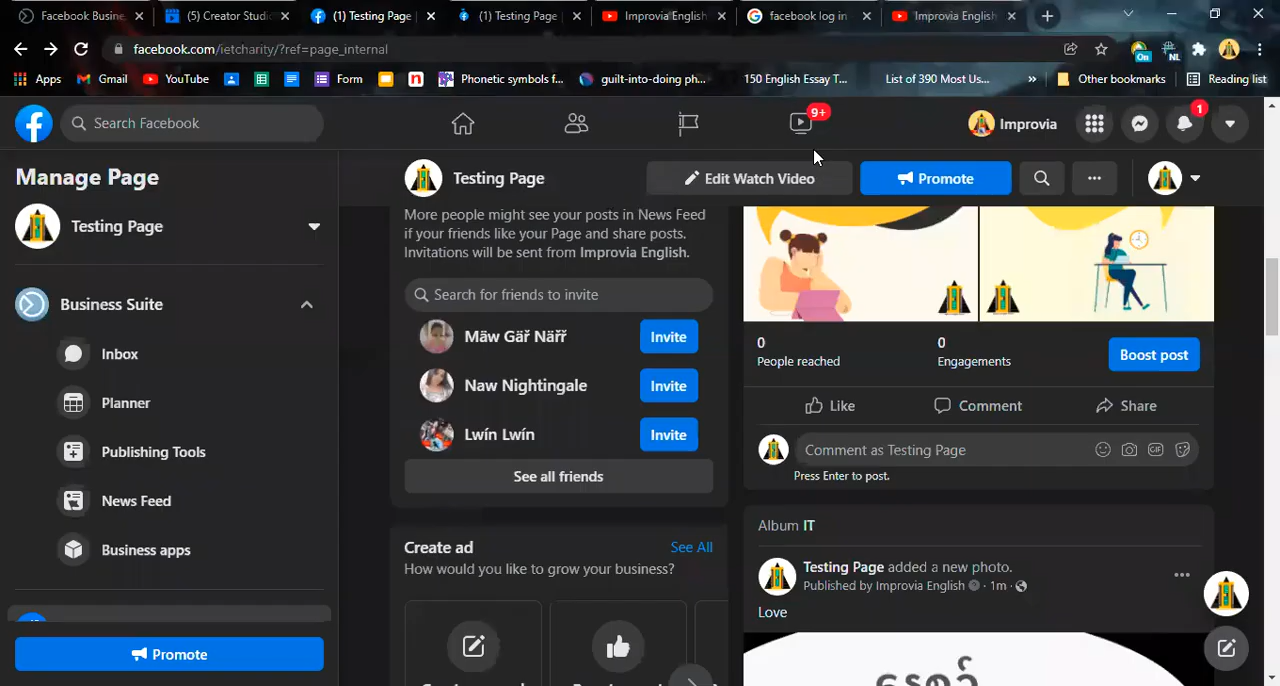 Facebook Busine
(5) Creator Studi
(1) Testing Page
(1) Testing Page
Improvia English
facebook log in
Improvia English
facebook.com/ietcharity/?ref=page_internal
On
NL
Apps
Gmail
YouTube
Form
Phonetic symbols f...
guilt-into-doing ph...
150 English Essay T...
List of 390 Most Us...
»
Other bookmarks
Reading list
Search Facebook
9+
Improvia
1
Manage Page
Testing Page
Business Suite
Inbox
Planner
Publishing Tools
News Feed
Business apps
Promote
Testing Page
Edit Watch Video
Promote
More people might see your posts in News Feed
if your friends like your Page and share posts.
Invitations will be sent from Improvia English.
Search for friends to invite
Mäw Gäř Näřř
Invite
Naw Nightingale
Invite
Lwín Lwín
Invite
See all friends
Create ad
See All
How would you like to grow your business?
0
People reached
0
Engagements
Boost post
Like
Comment
Share
Comment as Testing Page
GIF
Press Enter to post.
Album IT
Testing Page added a new photo.
Published by Improvia English · 1m ·
Love